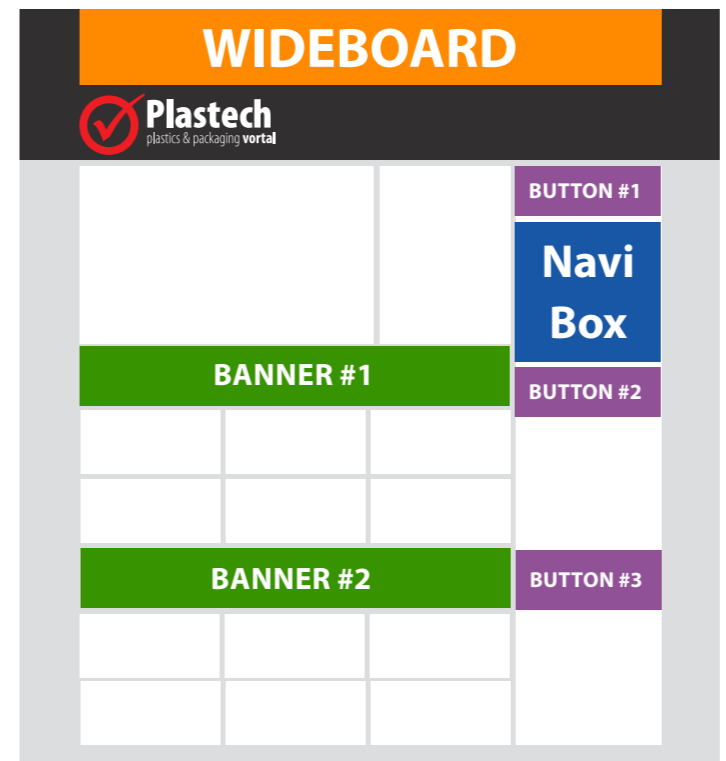 WIDEBOARD
Plastech
plastics & packaging vortal
BUTTON #1
Navi
Box
BANNER #1
BUTTON #2
BANNER #2
BUTTON #3